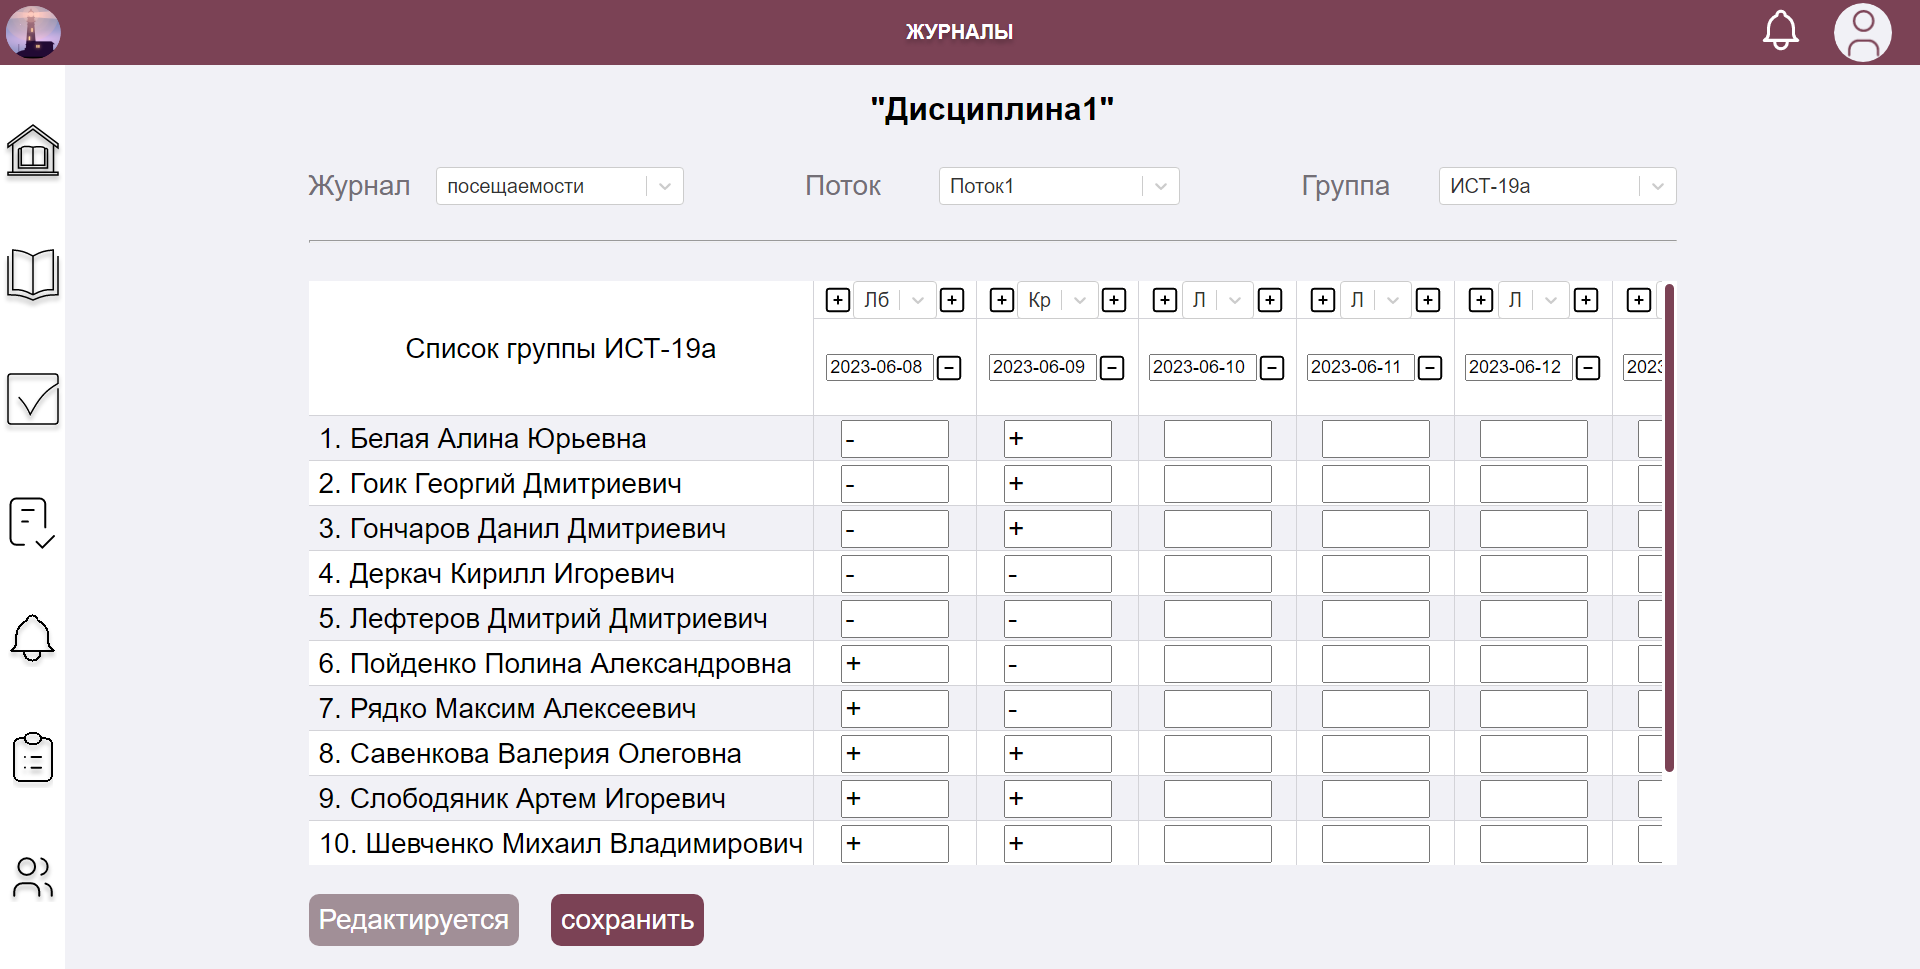 ЖУРНАЛЫ
"Дисциплина1"
Журнал посещаемости Поток Поток1 Группа ИСТ-19а
+ Лб + + Кр + + Л + + Л + + Л + +
Список группы ИСТ-19а
2023-06-08 - 2023-06-09 - 2023-06-10 - 2023-06-11 - 2023-06-12 - 2023
1. Белая Алина Юрьевна - +
2. Гоик Георгий Дмитриевич - +
3. Гончаров Данил Дмитриевич - +
4. Деркач Кирилл Игоревич - -
5. Лефтеров Дмитрий Дмитриевич - -
6. Пойденко Полина Александровна + -
7. Рядко Максим Алексеевич + -
8. Савенкова Валерия Олеговна + +
9. Слободяник Артем Игоревич + +
10. Шевченко Михаил Владимирович + +
Редактируется сохранить